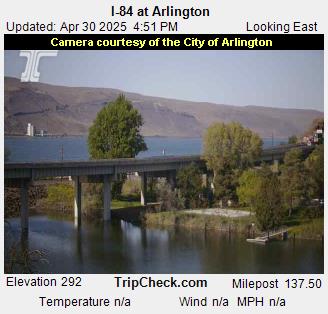 I-84 at Arlington
Updated: Apr 30 2025 4:51 PM Looking East
Camera courtesy of the City of Arlington
Elevation 292 TripCheck.com Milepost 137.50
Temperature n/a Wind n/a MPH n/a